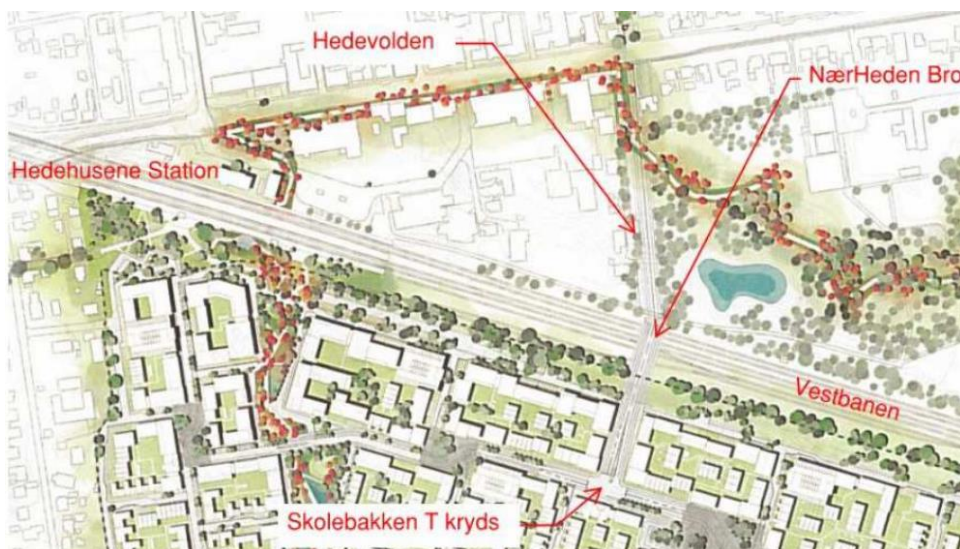 Hedevolden
NærHeden Bro
Hedehusene Station
Vestbanen
Skolebakken T kryds